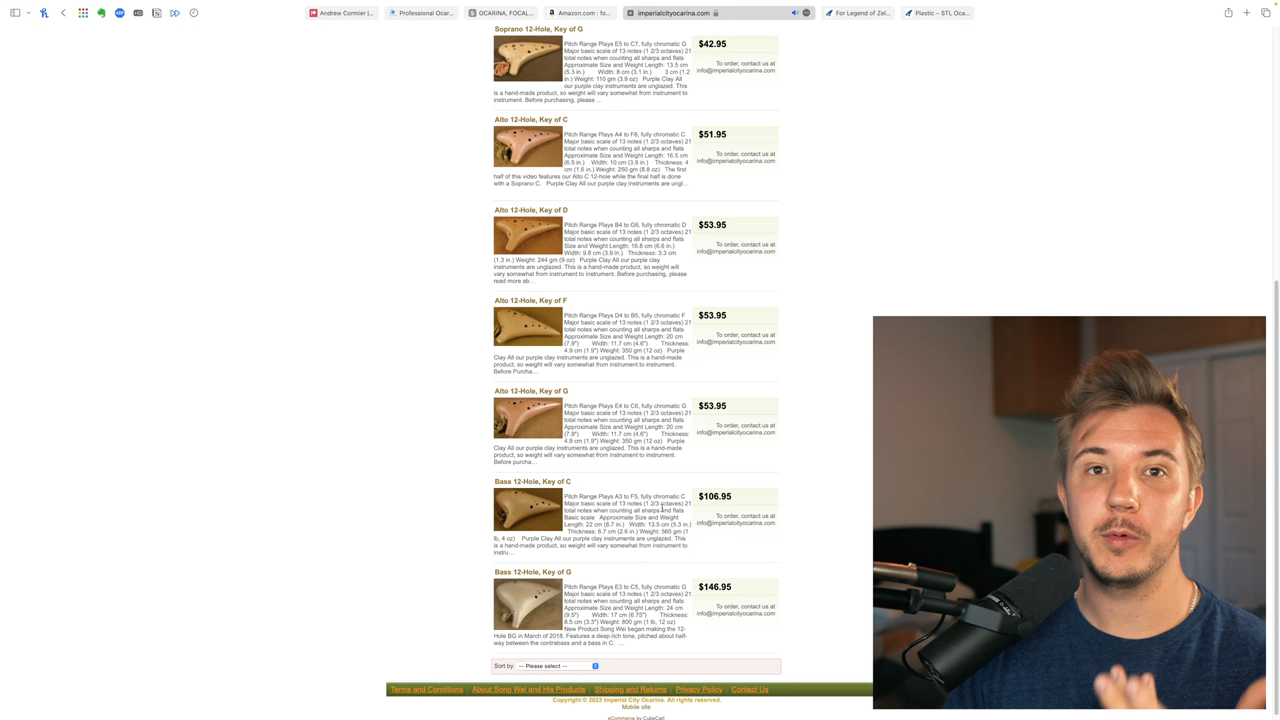 Andrew Cormier |...
Professional Ocar...
OCARINA, FOCAL...
Amazon.com : fo...
imperialcityocarina.com
For Legend of Zel...
Plastic – STL Oca...
Soprano 12-Hole, Key of G
Pitch Range Plays E5 to C7, fully chromatic G
Major basic scale of 13 notes (1 2/3 octaves) 21
total notes when counting all sharps and flats
Approximate Size and Weight Length: 13.5 cm
(5.3 in.) Width: 8 cm (3.1 in.) 3 cm (1.2
in.) Weight: 110 gm (3.9 oz) Purple Clay All
our purple clay instruments are unglazed. This
is a hand-made product, so weight will vary somewhat from instrument to
instrument. Before purchasing, please ...
$42.95
To order, contact us at
info@imperialcityocarina.com
Alto 12-Hole, Key of C
Pitch Range Plays A4 to F6, fully chromatic C
Major basic scale of 13 notes (1 2/3 octaves) 21
total notes when counting all sharps and flats
Approximate Size and Weight Length: 16.5 cm
(6.5 in.) Width: 10 cm (3.9 in.) Thickness: 4
cm (1.6 in.) Weight: 250 gm (8.8 oz) The first
half of this video features our Alto C 12-hole while the final half is done
with a Soprano C. Purple Clay All our purple clay instruments are ungl...
$51.95
To order, contact us at
info@imperialcityocarina.com
Alto 12-Hole, Key of D
Pitch Range Plays B4 to G6, fully chromatic D
Major basic scale of 13 notes (1 2/3 octaves) 21
total notes when counting all sharps and flats
Size and Weight Length: 16.8 cm (6.6 in.)
Width: 9.8 cm (3.9 in.) Thickness: 3.3 cm
(1.3 in.) Weight: 244 gm (9 oz) Purple Clay All our purple clay
instruments are unglazed. This is a hand-made product, so weight will
vary somewhat from instrument to instrument. Before purchasing, please
read more ab...
$53.95
To order, contact us at
info@imperialcityocarina.com
Alto 12-Hole, Key of F
Pitch Range Plays D4 to B5, fully chromatic F
Major basic scale of 13 notes (1 2/3 octaves) 21
total notes when counting all sharps and flats
Approximate Size and Weight Length: 20 cm
(7.9") Width: 11.7 cm (4.6") Thickness:
4.9 cm (1.9") Weight: 350 gm (12 oz) Purple
Clay All our purple clay instruments are unglazed. This is a hand-made
product, so weight will vary somewhat from instrument to instrument.
Before Purcha...
$53.95
To order, contact us at
info@imperialcityocarina.com
Alto 12-Hole, Key of G
Pitch Range Plays E4 to C6, fully chromatic G
Major basic scale of 13 notes (1 2/3 octaves) 21
total notes when counting all sharps and flats
Approximate Size and Weight Length: 20 cm
(7.9") Width: 11.7 cm (4.6") Thickness:
4.9 cm (1.9") Weight: 350 gm (12 oz) Purple
Clay All our purple clay instruments are unglazed. This is a hand-made
product, so weight will vary somewhat from instrument to instrument.
Before purcha...
$53.95
To order, contact us at
info@imperialcityocarina.com
Bass 12-Hole, Key of C
Pitch Range Plays A3 to F5, fully chromatic C
Major basic scale of 13 notes (1 2/3 octaves) 21
total notes when counting all sharps and flats
Basic scale Approximate Size and Weight
Length: 22 cm (8.7 in.) Width: 13.5 cm (5.3 in.)
Thickness: 6.7 cm (2.6 in.) Weight: 560 gm (1
lb, 4 oz) Purple Clay All our purple clay instruments are unglazed. This
is a hand-made product, so weight will vary somewhat from instrument to
instru...
$106.95
To order, contact us at
info@imperialcityocarina.com
Bass 12-Hole, Key of G
Pitch Range Plays E3 to C5, fully chromatic G
Major basic scale of 13 notes (1 2/3 octaves) 21
total notes when counting all sharps and flats
Approximate Size and Weight Length: 24 cm
(9.5") Width: 17 cm (6.75") Thickness:
8.5 cm (3.3") Weight: 800 gm (1 lb, 12 oz)
New Product Song Wei began making the 12-
Hole BG in March of 2018. Features a deep rich tone, pitched about half-
way between the contrabass and a bass in C. ...
$146.95
To order, contact us at
info@imperialcityocarina.com
Sort by -- Please select --
Terms and Conditions | About Song Wei and His Products | Shipping and Returns | Privacy Policy | Contact Us
Copyright © 2023 Imperial City Ocarina. All rights reserved.
Mobile site
eCommerce by CubeCart